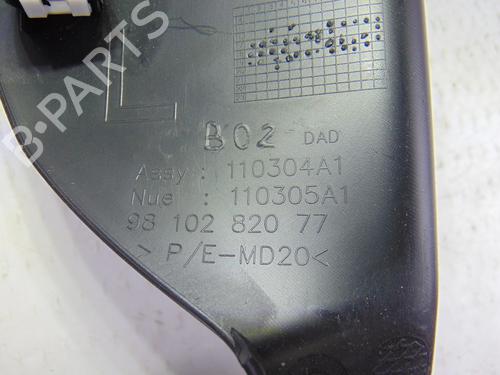 B-PARTS
L
B02 DAD
Assy : 110304A1
Nue : 110305A1
98 102 820 77
> P/E-MD20<